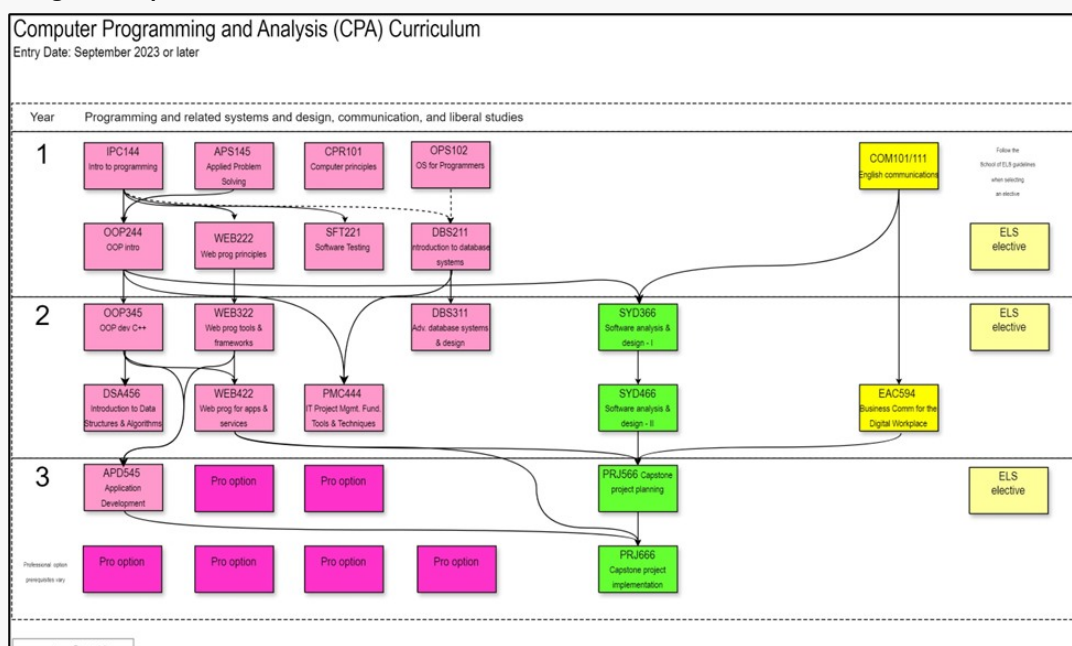 Computer Programming and Analysis (CPA) Curriculum
Entry Date: September 2023 or later
Year Programming and related systems and design, communication, and liberal studies
1
IPC144
Intro to programming
APS145
Applied Problem
Solving
CPR101
Computer principles
OPS102
OS for Programmers
COM101/111
English communications
Follow the
School of ELS guidelines
when selecting
an elective
OOP244
OOP intro
WEB222
Web prog principles
SFT221
Software Testing
DBS211
ntroduction to database
systems
ELS
elective
2
OOP345
OOP dev C++
WEB322
Web prog tools &
frameworks
DBS311
Adv. database systems
& design
SYD366
Software analysis &
design - I
ELS
elective
DSA456
Introduction to Data
Structures & Algorithms
WEB422
Web prog for apps &
services
PMC444
IT Project Mgmt. Fund.
Tools & Techniques
SYD466
Software analysis &
design - II
EAC594
Business Comm for the
Digital Workplace
3
APD545
Application
Development
Pro option
Pro option
PRJ566 Capstone
project planning
ELS
elective
Professional option
prerequisites vary
Pro option
Pro option
Pro option
Pro option
PRJ666
Capstone project
implementation